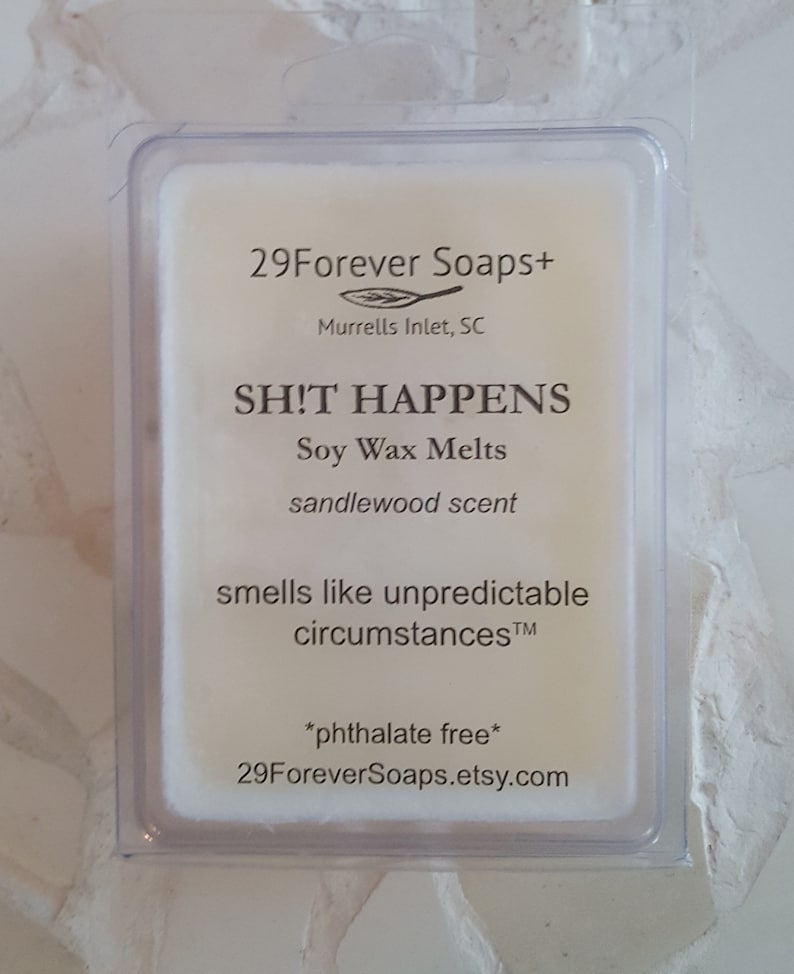 29Forever Soaps+
Murrells Inlet, SC
SH!T HAPPENS
Soy Wax Melts
sandlewood scent
smells like unpredictable
circumstances™
*phthalate free*
29ForeverSoaps.etsy.com